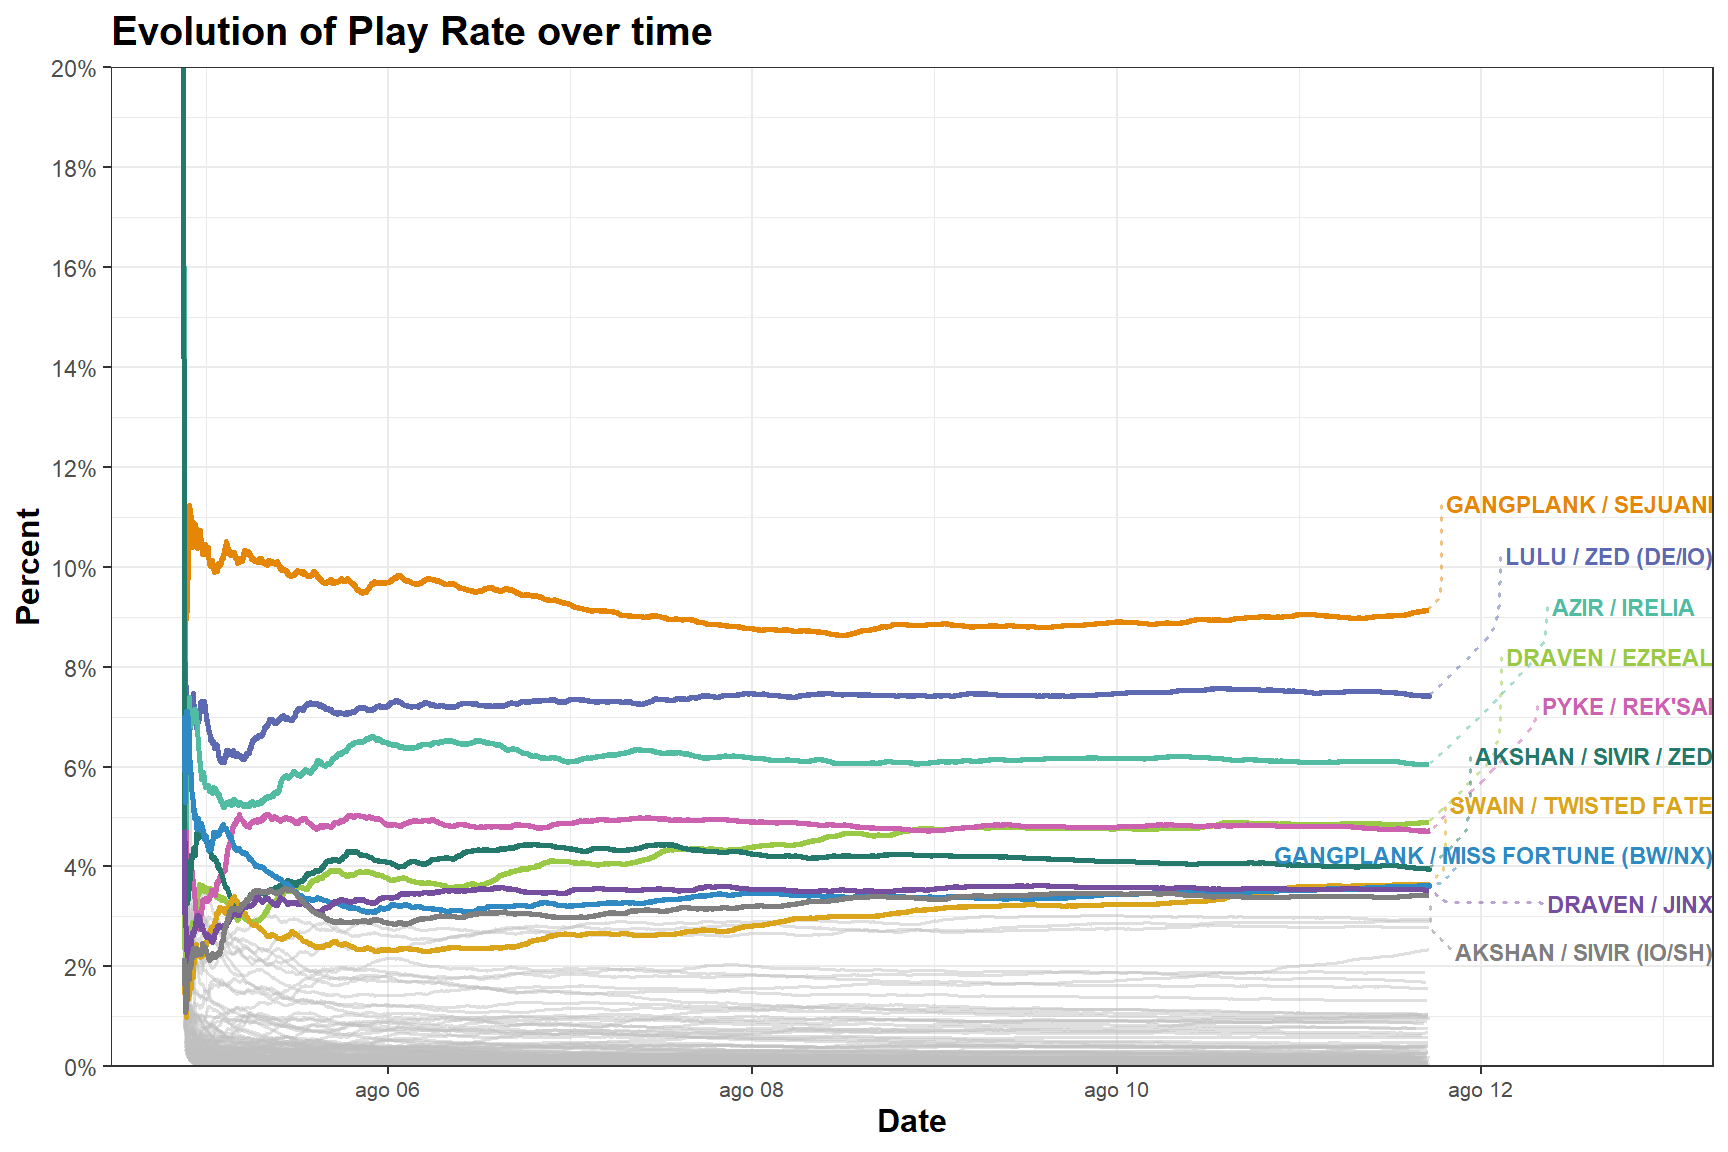 Evolution of Play Rate over time
20%
18%
16%
14%
12%
10%
8%
6%
4%
2%
0%
Percent
GANGPLANK / SEJUANI
LULU / ZED (DE/IO)
AZIR / IRELIA
DRAVEN / EZREAL
PYKE / REK'SAI
AKSHAN / SIVIR / ZED
SWAIN / TWISTED FATE
GANGPLANK / MISS FORTUNE (BW/NX)
DRAVEN / JINX
AKSHAN / SIVIR (IO/SH)
ago 06
ago 08
ago 10
ago 12
Date